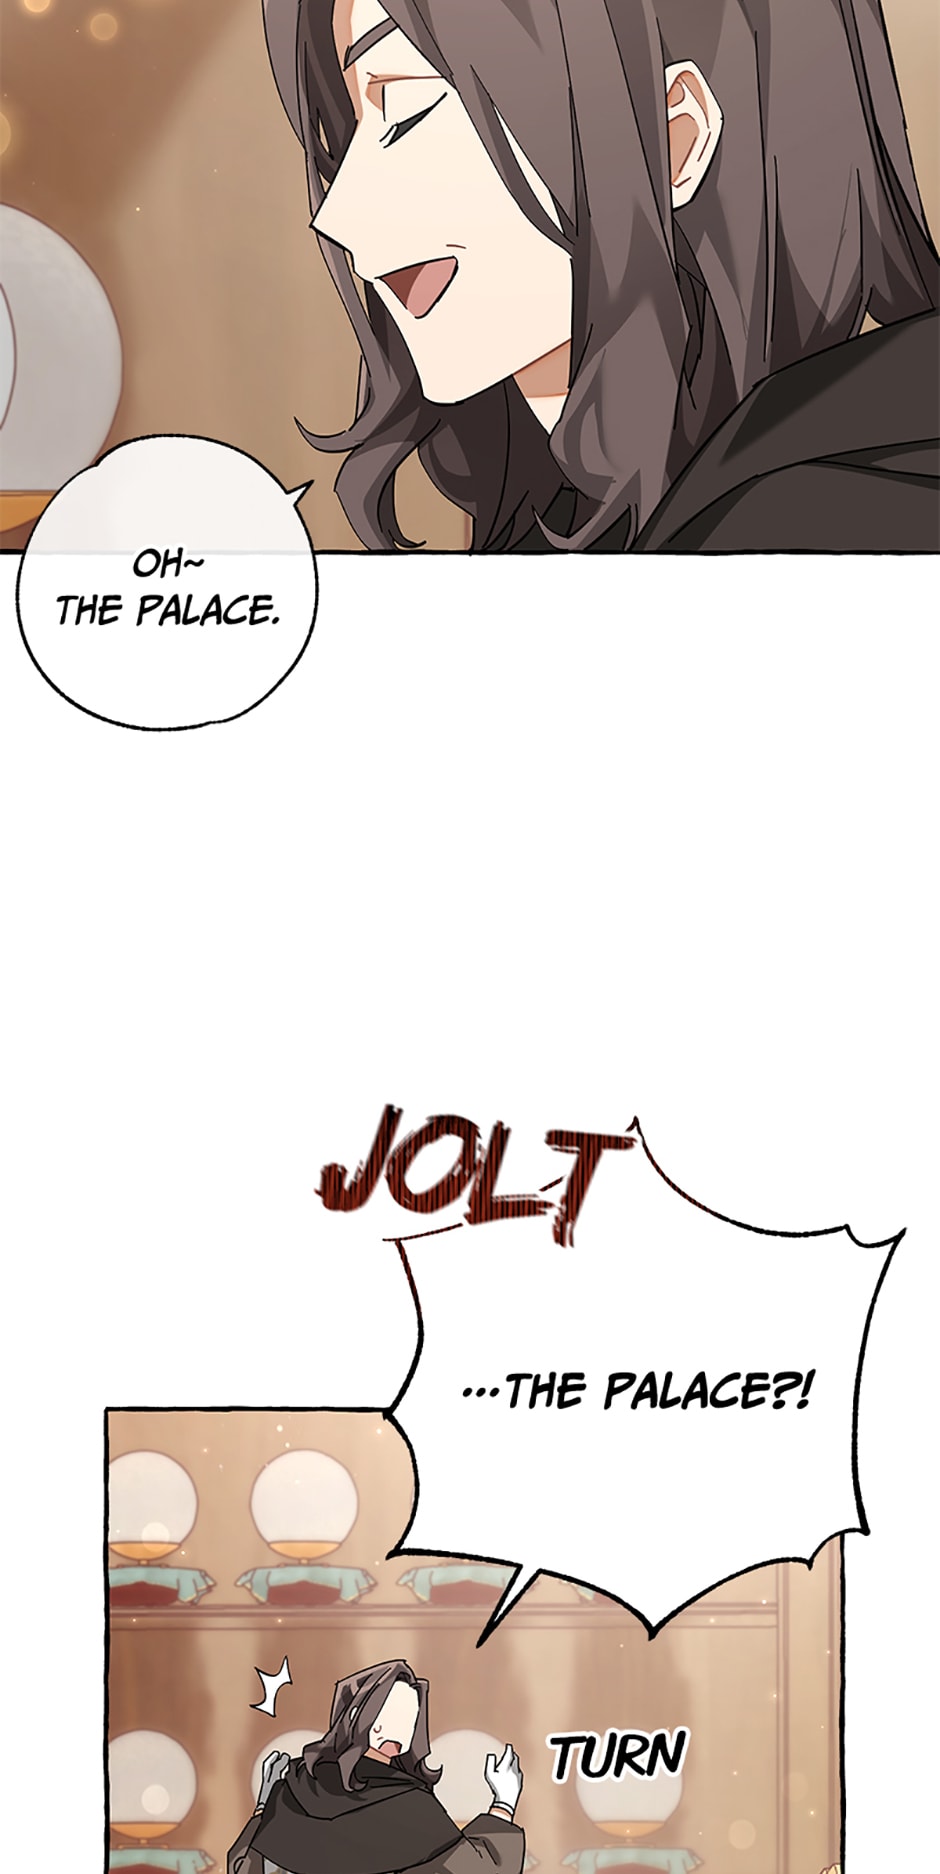 OH~
THE PALACE.
JOLT
...THE PALACE?!
TURN